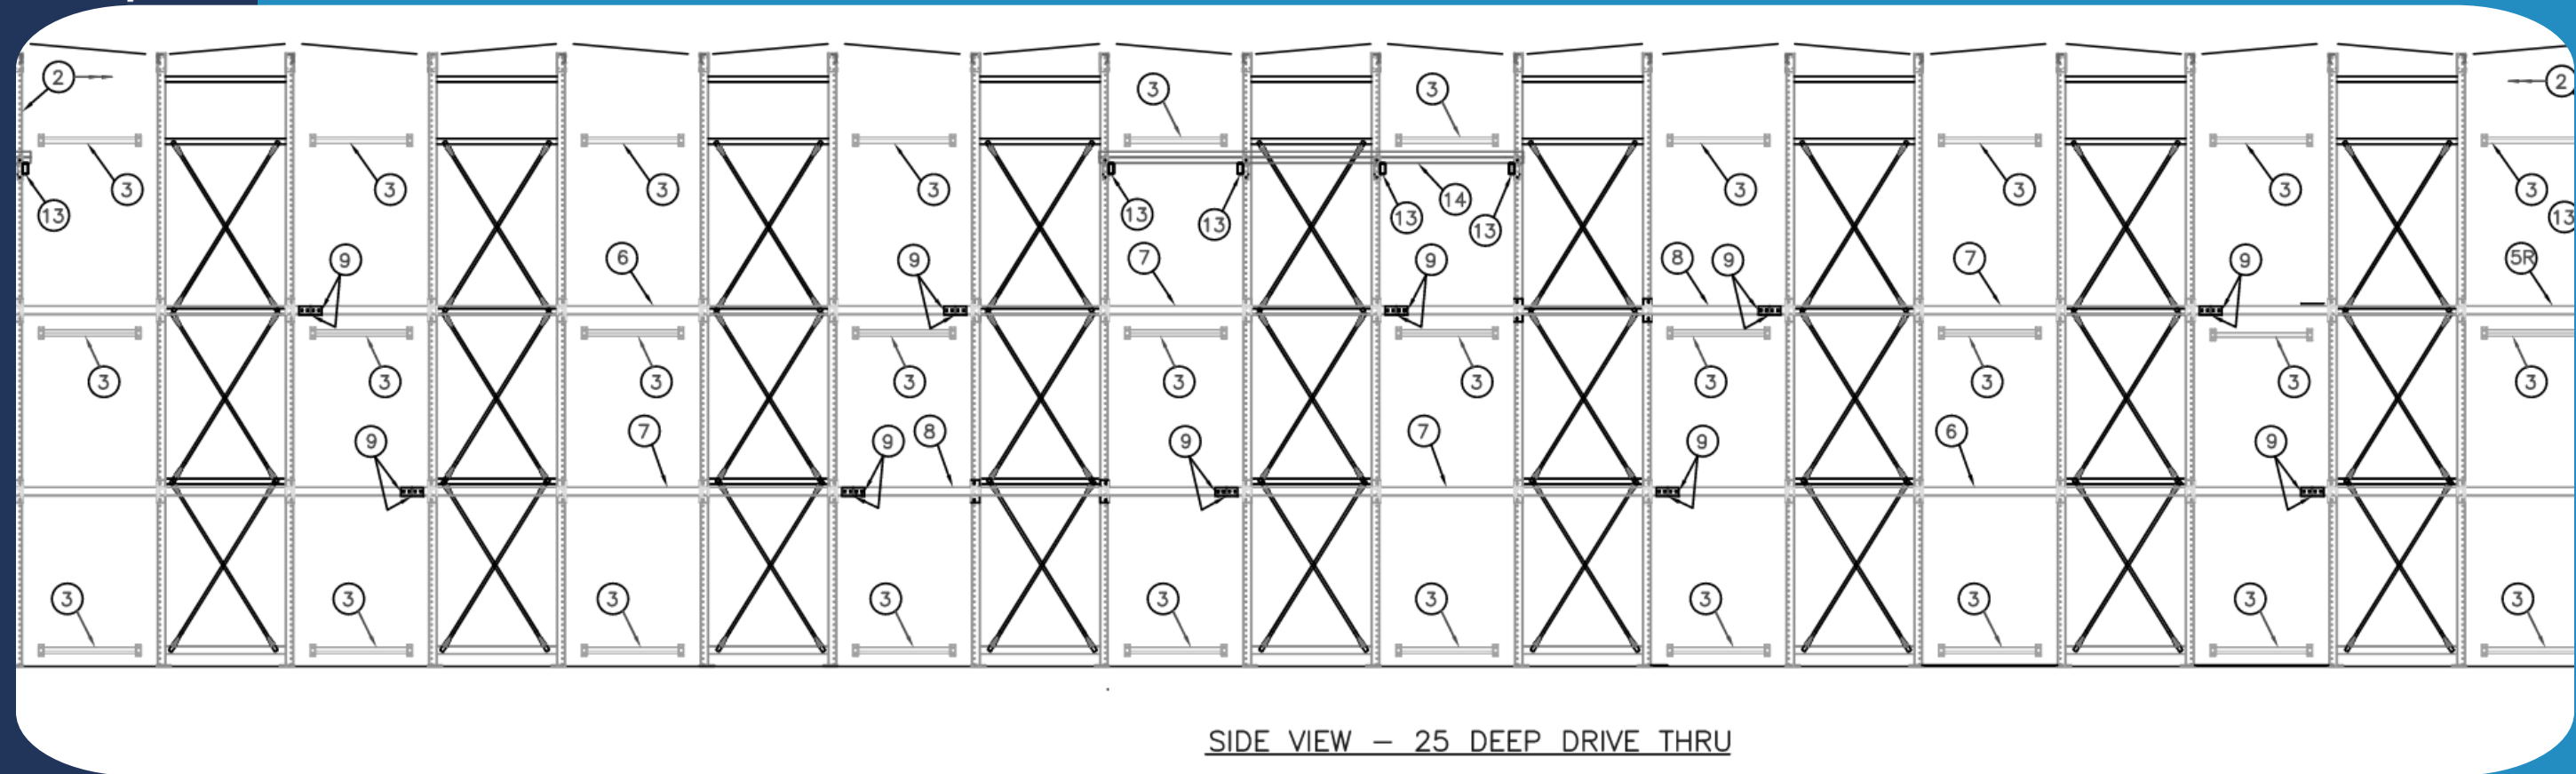 2 3 3 2
3 3 3 3 13 13 13 14 13 3 3 3 3
13 13
9 6 9 7 9 8 9 7 9 5R
3 3 3 3 3 3 3 3 3 3
9 7 9 8 9 7 9 6 9
3 3 3 3 3 3 3 3 3 3
SIDE VIEW – 25 DEEP DRIVE THRU